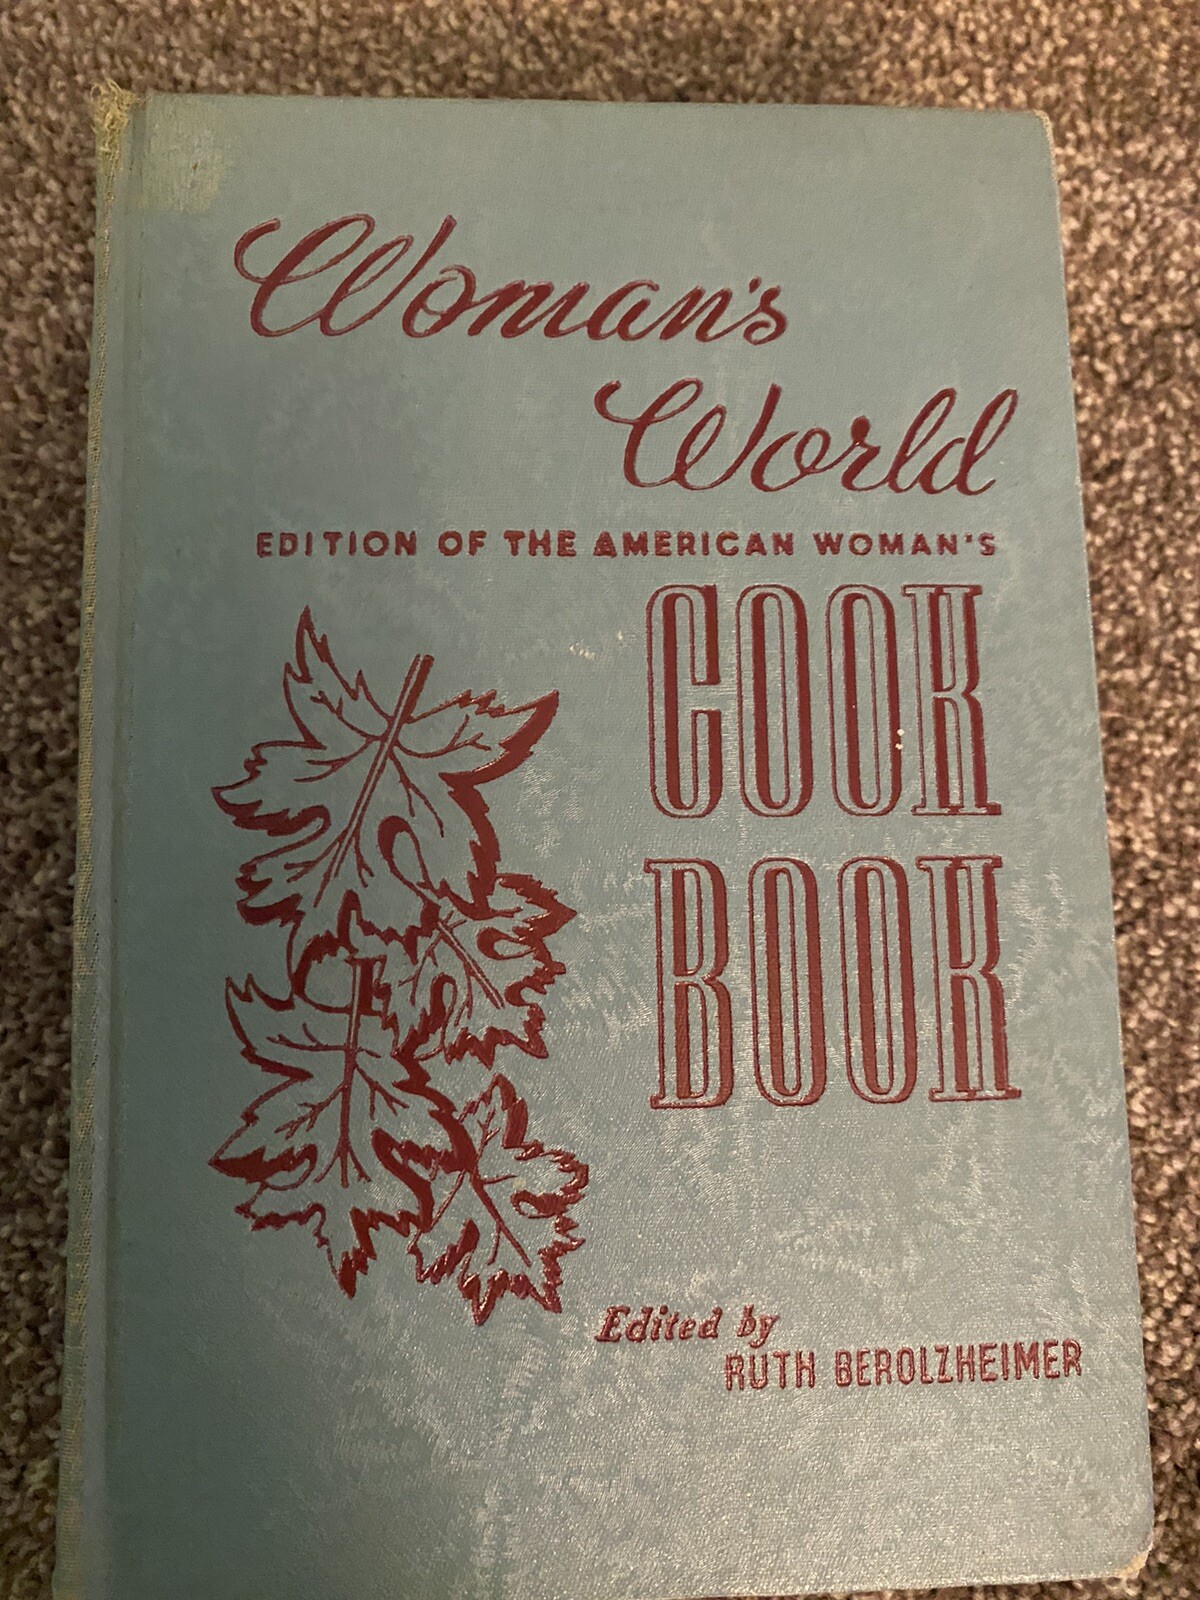 Woman's
World
EDITION OF THE AMERICAN WOMAN'S
COOK
BOOK
Edited by
RUTH BEROLZHEIMER